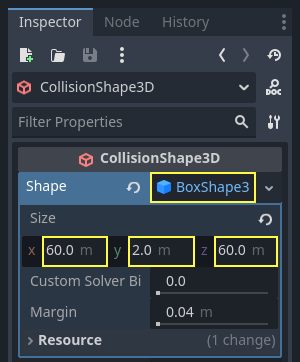 Inspector Node History
CollisionShape3D
DOC
Filter Properties
CollisionShape3D
Shape BoxShape3
Size
x 60.0 m y 2.0 m z 60.0 m
Custom Solver Bi 0.0
Margin 0.04 m
Resource (1 change)